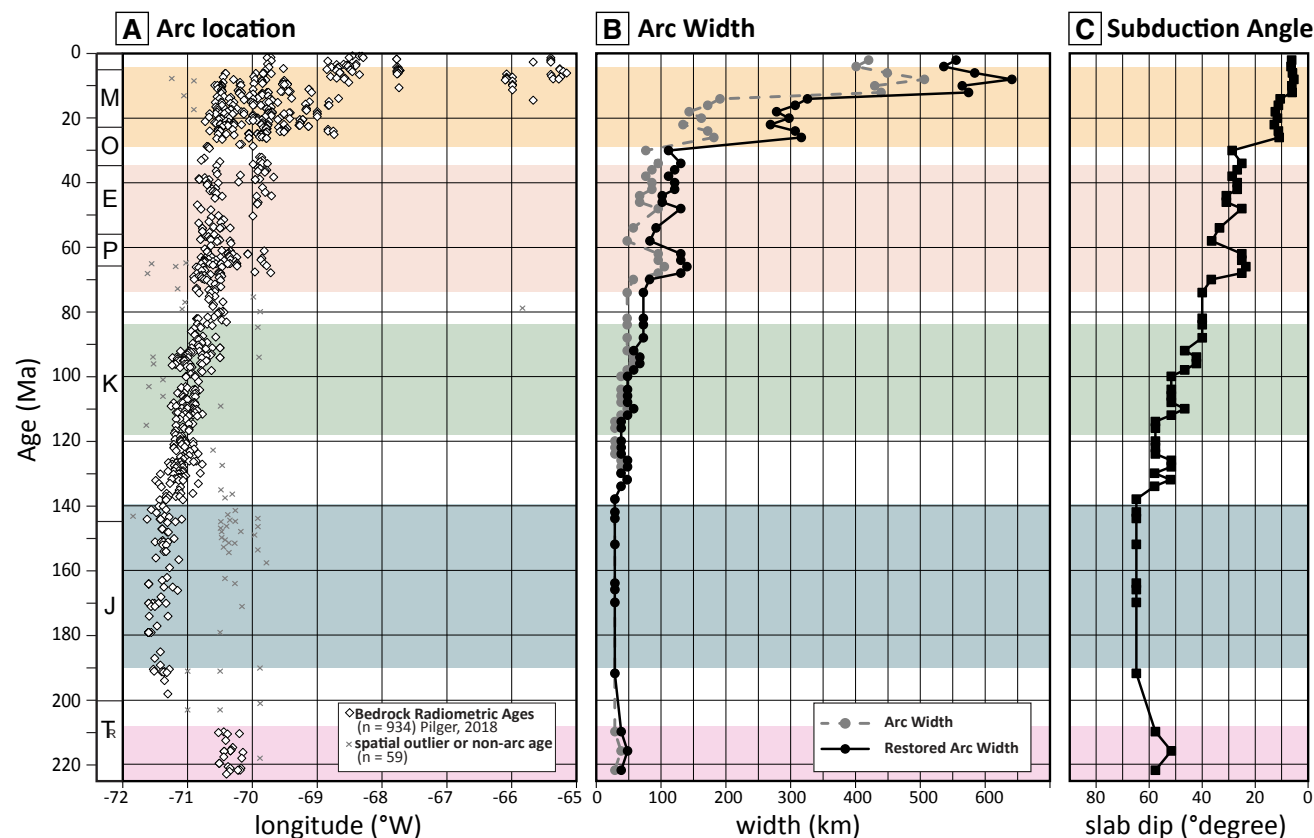 A Arc location
B Arc Width
C Subduction Angle
0
20
40
60
80
100
120
140
160
180
200
220
Age (Ma)
M
O
E
P
K
J
TR
Bedrock Radiometric Ages
(n = 934) Pilger, 2018
spatial outlier or non-arc age
(n = 59)
Arc Width
Restored Arc Width
-72 -71 -70 -69 -68 -67 -66 -65
0 100 200 300 400 500 600
80 60 40 20 0
longitude (°W)
width (km)
slab dip (°degree)